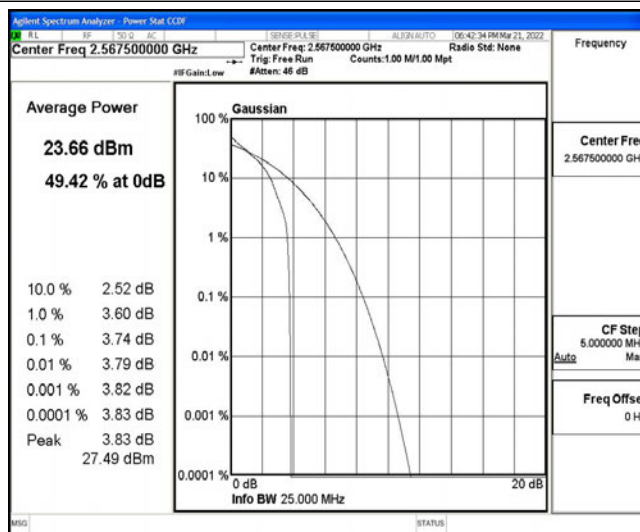 Agilent Spectrum Analyzer - Power Stat CCDF
RL RF 50 Ω AC SENSE:PULSE ALIGN AUTO 06:42:34 PM Mar 21, 2022
Center Freq 2.567500000 GHz
Center Freq: 2.567500000 GHz Radio Std: None
Trig: Free Run Counts:1.00 M/1.00 Mpt
#IFGain:Low #Atten: 46 dB
Frequency
Average Power
23.66 dBm
49.42 % at 0dB
10.0 % 2.52 dB
1.0 % 3.60 dB
0.1 % 3.74 dB
0.01 % 3.79 dB
0.001 % 3.82 dB
0.0001 % 3.83 dB
Peak 3.83 dB
27.49 dBm
Gaussian
100 %
10 %
1 %
0.1 %
0.01 %
0.001 %
0.0001 %
0 dB 20 dB
Info BW 25.000 MHz
Center Fre
2.567500000 GH
CF Ste
5.000000 MH
Auto Ma
Freq Offse
0 H
MSG STATUS